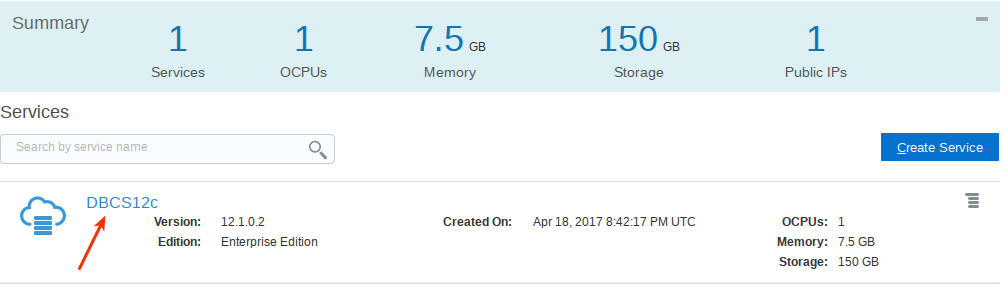 Summary
1 1 7.5 GB 150 GB 1
Services OCPUs Memory Storage Public IPs
Services
Search by service name
Create Service
DBCS12c
Version: 12.1.0.2 Created On: Apr 18, 2017 8:42:17 PM UTC OCPUs: 1
Edition: Enterprise Edition Memory: 7.5 GB
Storage: 150 GB